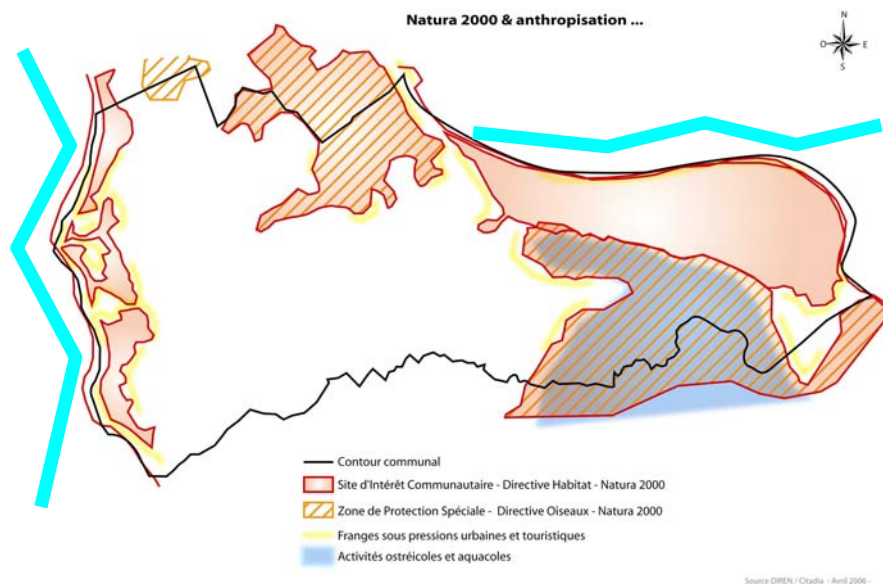 Natura 2000 & anthropisation ...
N
O E
S
Contour communal
Site d'Intérêt Communautaire - Directive Habitat - Natura 2000
Zone de Protection Spéciale - Directive Oiseaux - Natura 2000
Franges sous pressions urbaines et touristiques
Activités ostréicoles et aquacoles
Source DIREN / Citadia - Avril 2006 -